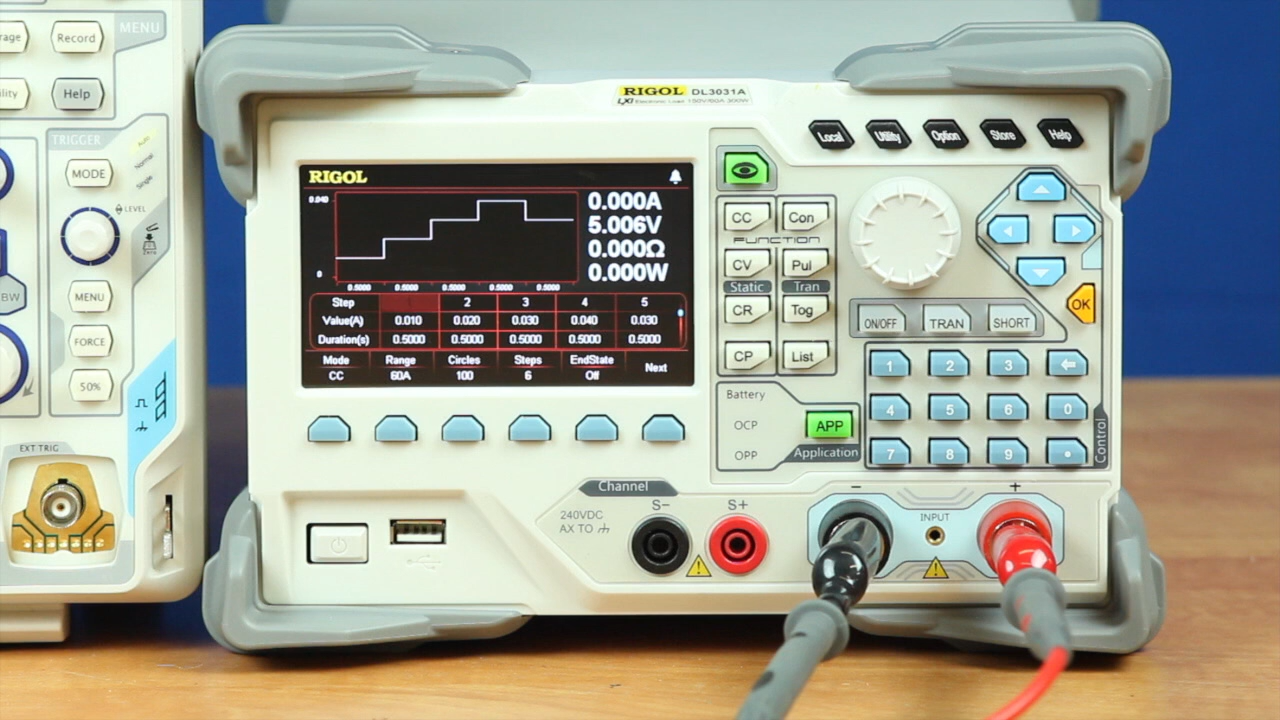 Record
MENU
Help
TRIGGER
MODE
Auto
Normal
Single
LEVEL
Zero
MENU
BW
FORCE
50%
EXT TRIG
RIGOL DL3031A
LXI Electronic Load 150V/60A 300W
RIGOL
0.040
0
0.5000 0.5000 0.5000 0.5000 0.5000
0.000A
5.006V
0.000Ω
0.000W
Step 1 2 3 4 5
Value(A) 0.010 0.020 0.030 0.040 0.030
Duration(s) 0.5000 0.5000 0.5000 0.5000 0.5000
Mode Range Circles Steps EndState Next
CC 60A 100 6 Off
Local Utility Option Store Help
CC Con
FUNCTION
CV Pul
Static Tran
CR Tog
CP List
ON/OFF TRAN SHORT
OK
1 2 3
4 5 6 0
7 8 9 •
Control
Battery
OCP
OPP
APP
Application
Channel
240VDC
AX TO
S- S+
- +
INPUT